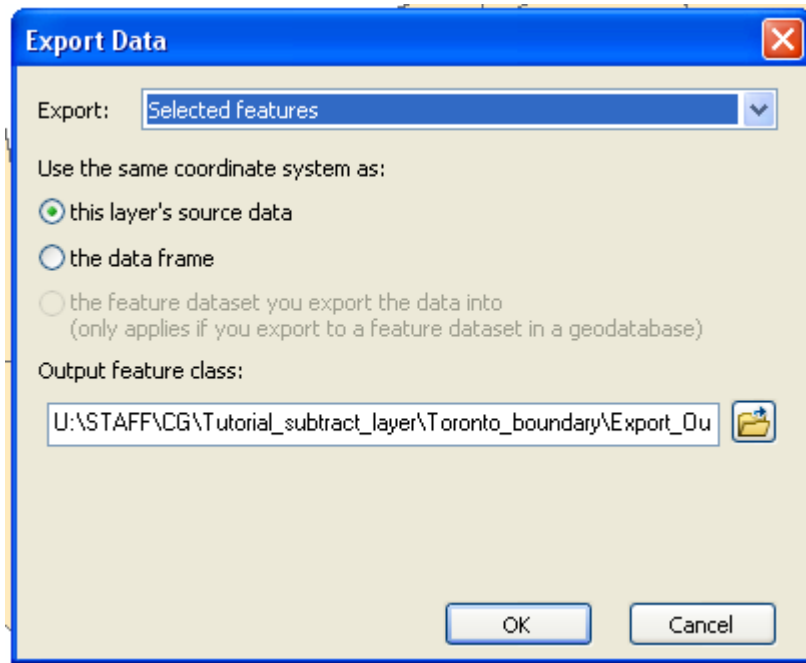 Export Data
Export: Selected features
Use the same coordinate system as:
this layer's source data
the data frame
the feature dataset you export the data into
(only applies if you export to a feature dataset in a geodatabase)
Output feature class:
U:\STAFF\CG\Tutorial_subtract_layer\Toronto_boundary\Export_Ou
OK Cancel